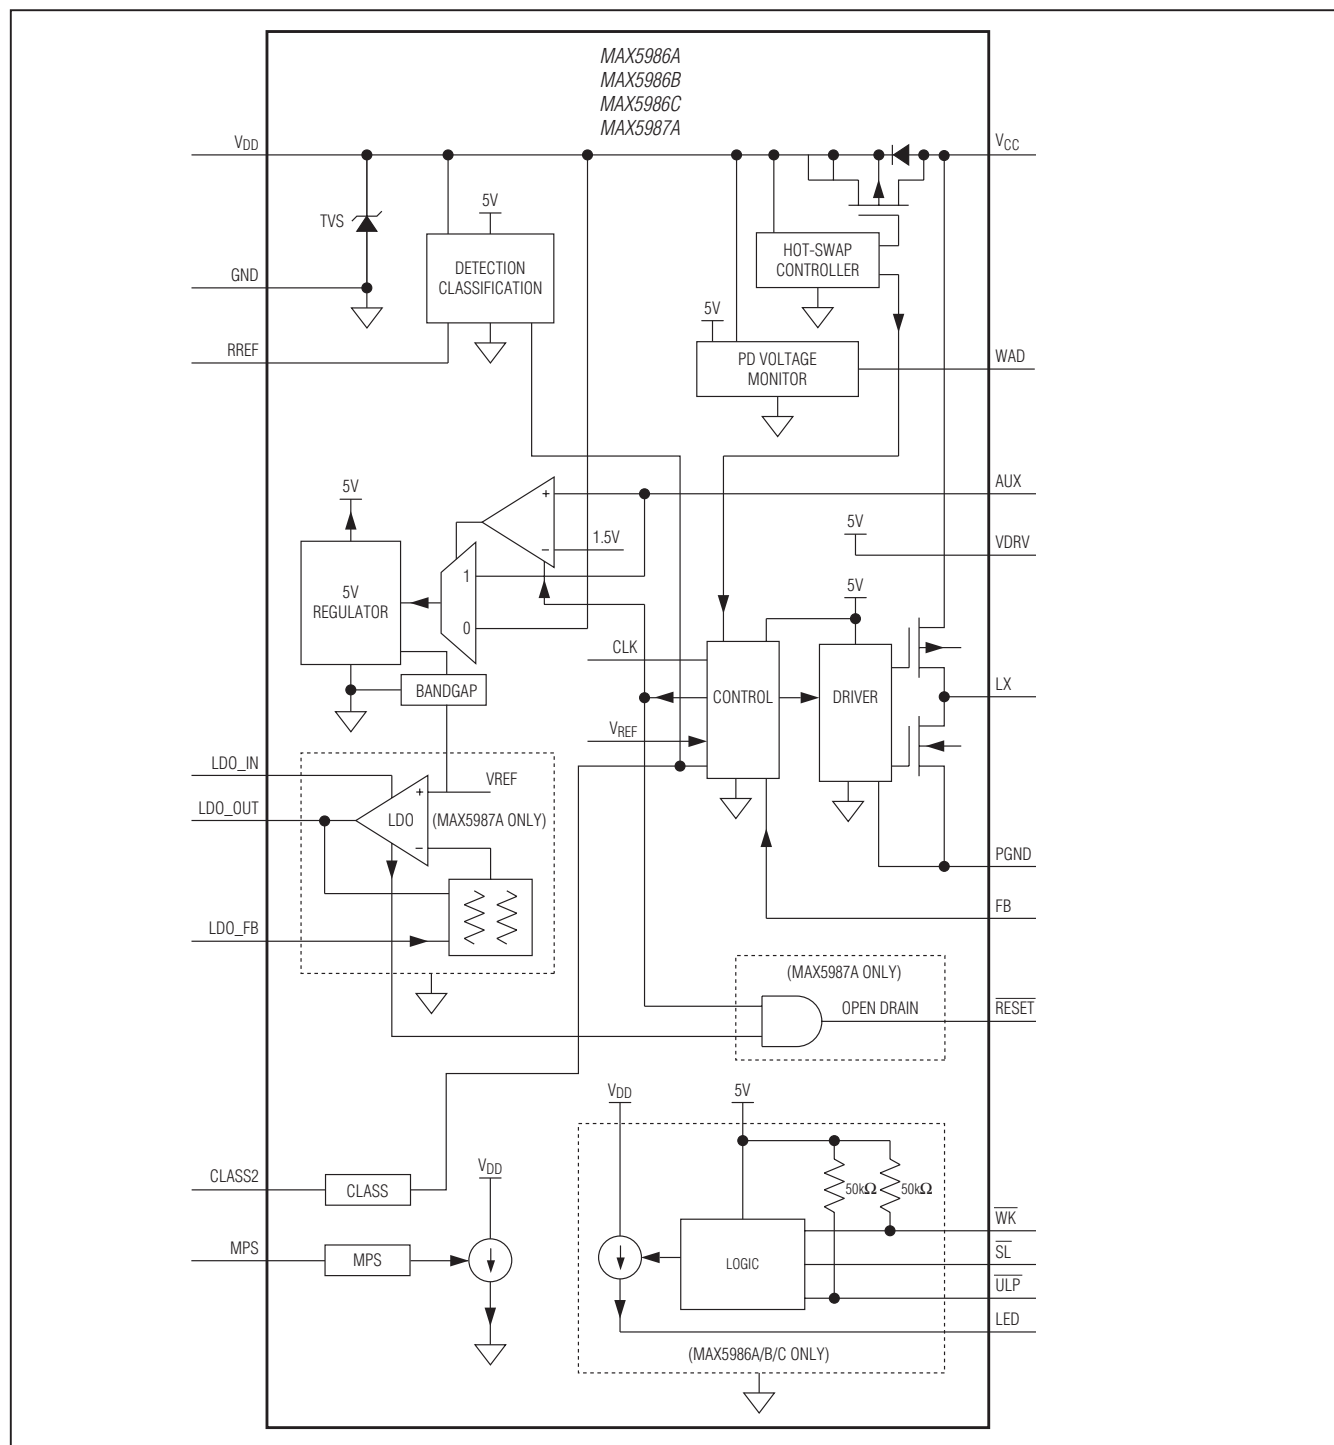 MAX5986A
MAX5986B
MAX5986C
MAX5987A
VDD
VCC
TVS
5V
DETECTION
CLASSIFICATION
HOT-SWAP
CONTROLLER
GND
5V
RREF
PD VOLTAGE
MONITOR
WAD
AUX
5V
+
−
1.5V
5V
VDRV
1
0
5V
REGULATOR
5V
CLK
BANDGAP
CONTROL
DRIVER
LX
VREF
LDO_IN
VREF
+
−
LDO
(MAX5987A ONLY)
LDO_OUT
PGND
FB
LDO_FB
(MAX5987A ONLY)
OPEN DRAIN
RESET
VDD
5V
CLASS2
CLASS
VDD
50kΩ
50kΩ
WK
MPS
MPS
LOGIC
SL
ULP
LED
(MAX5986A/B/C ONLY)